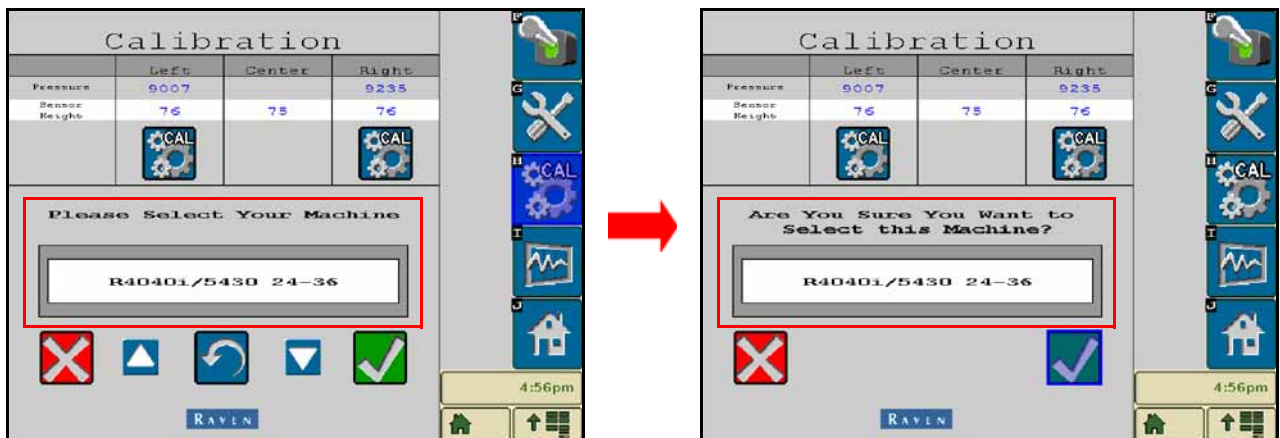 Calibration
Left Center Right
Pressure 9007 9235
Sensor Height 76 75 76
CAL CAL
Please Select Your Machine
R4040i/5430 24-36
RAVEN
F
G
H
CAL
I
J
4:56pm
Calibration
Left Center Right
Pressure 9007 9235
Sensor Height 76 75 76
CAL CAL
Are You Sure You Want to
Select this Machine?
R4040i/5430 24-36
RAVEN
F
G
H
CAL
I
J
4:56pm